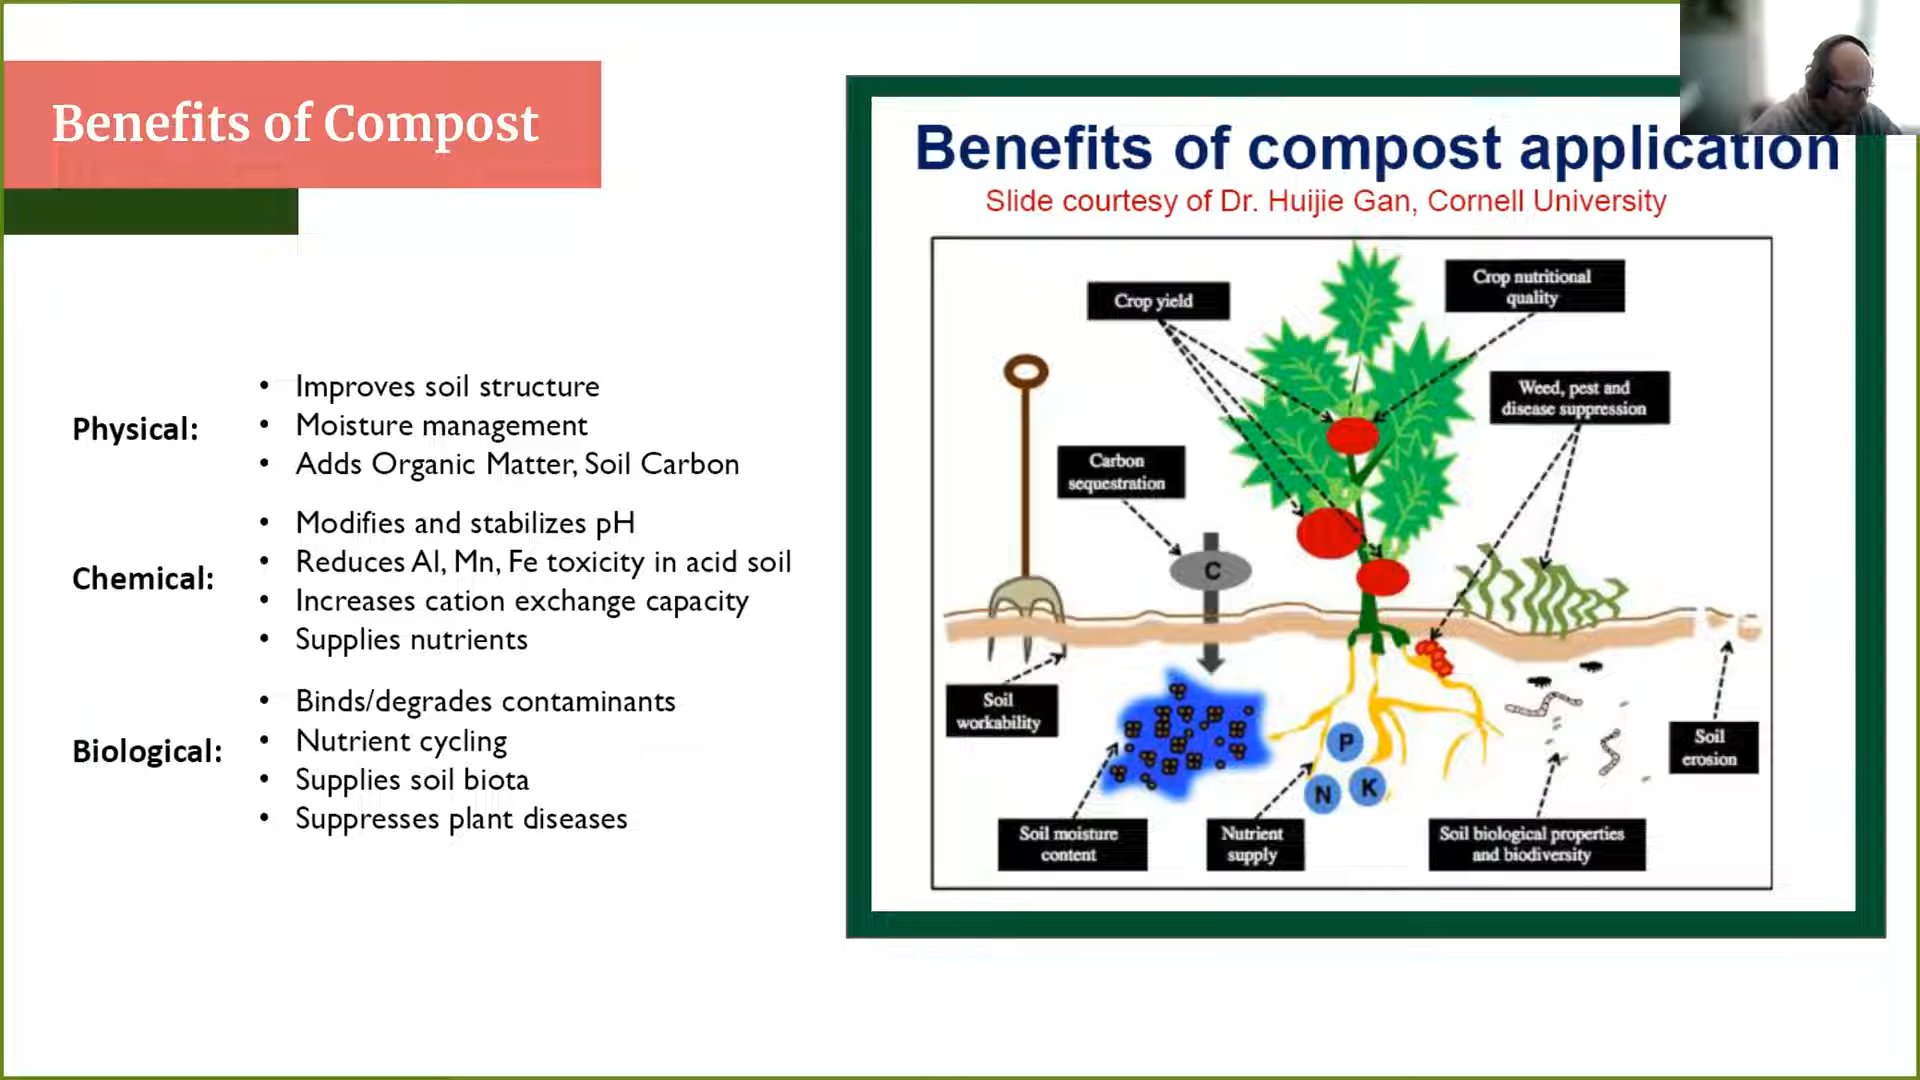 Benefits of Compost
Physical:
• Improves soil structure
• Moisture management
• Adds Organic Matter, Soil Carbon
Chemical:
• Modifies and stabilizes pH
• Reduces Al, Mn, Fe toxicity in acid soil
• Increases cation exchange capacity
• Supplies nutrients
Biological:
• Binds/degrades contaminants
• Nutrient cycling
• Supplies soil biota
• Suppresses plant diseases
Benefits of compost application
Slide courtesy of Dr. Huijie Gan, Cornell University
Crop yield
Crop nutritional
quality
Weed, pest and
disease suppression
Carbon
sequestration
C
Soil
workability
P
N
K
Soil
erosion
Soil moisture
content
Nutrient
supply
Soil biological properties
and biodiversity